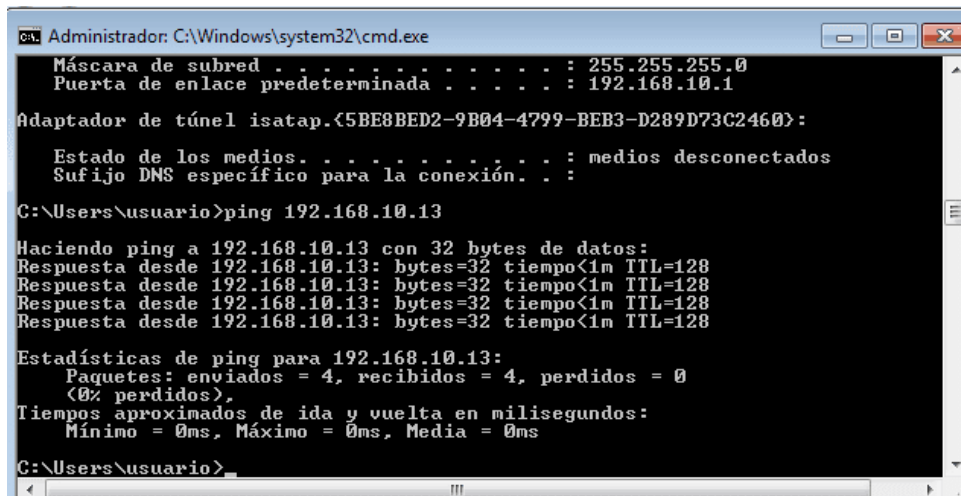 Administrador: C:\Windows\system32\cmd.exe
Máscara de subred . . . . . . . . . . . . : 255.255.255.0
Puerta de enlace predeterminada . . . . . : 192.168.10.1
Adaptador de túnel isatap.{5BE8BED2-9B04-4799-BEB3-D289D73C2460}:
Estado de los medios. . . . . . . . . . . : medios desconectados
Sufijo DNS específico para la conexión. . :
C:\Users\usuario>ping 192.168.10.13
Haciendo ping a 192.168.10.13 con 32 bytes de datos:
Respuesta desde 192.168.10.13: bytes=32 tiempo<1m TTL=128
Respuesta desde 192.168.10.13: bytes=32 tiempo<1m TTL=128
Respuesta desde 192.168.10.13: bytes=32 tiempo<1m TTL=128
Respuesta desde 192.168.10.13: bytes=32 tiempo<1m TTL=128
Estadísticas de ping para 192.168.10.13:
Paquetes: enviados = 4, recibidos = 4, perdidos = 0
(0% perdidos),
Tiempos aproximados de ida y vuelta en milisegundos:
Mínimo = 0ms, Máximo = 0ms, Media = 0ms
C:\Users\usuario>_